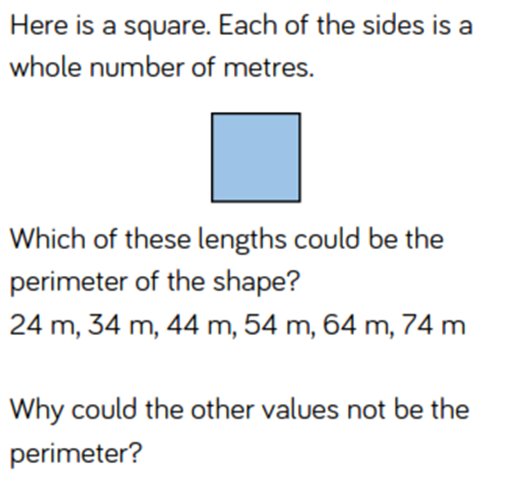 Here is a square. Each of the sides is a
whole number of metres.
Which of these lengths could be the
perimeter of the shape?
24 m, 34 m, 44 m, 54 m, 64 m, 74 m
Why could the other values not be the
perimeter?